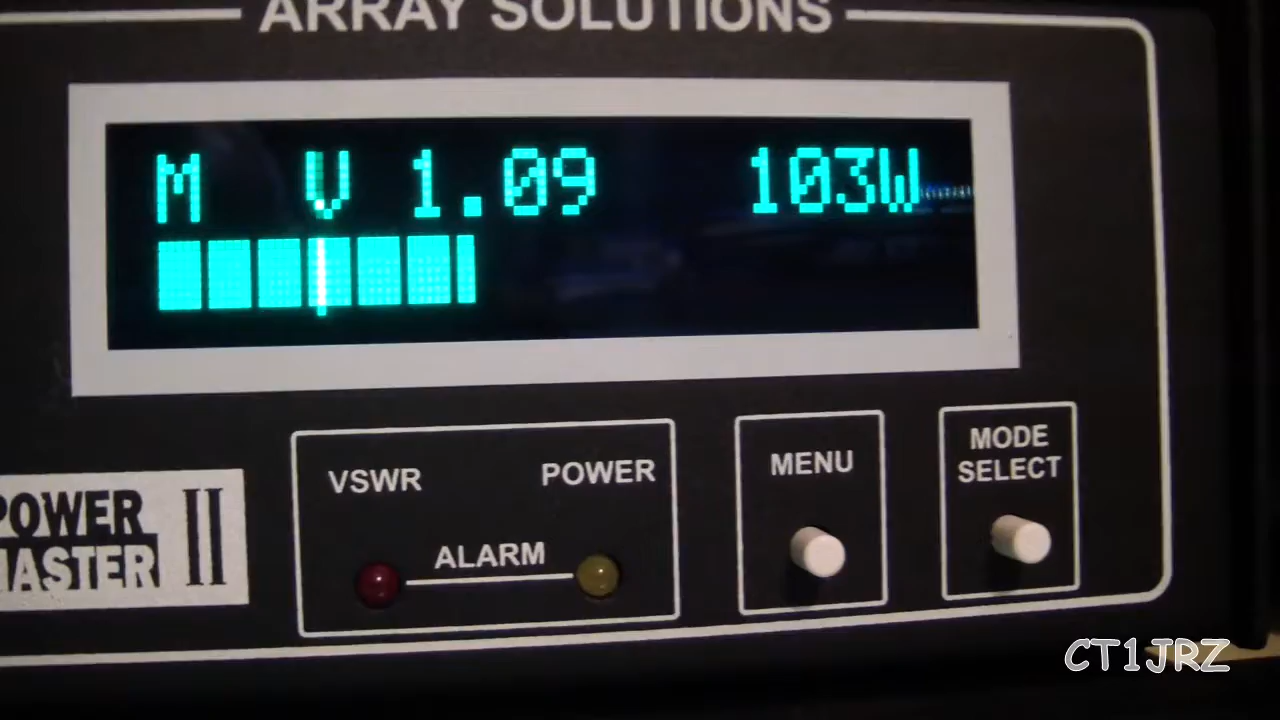 ARRAY SOLUTIONS
M V 1.09 103W
VSWR POWER
ALARM
MENU
MODE
SELECT
POWER
MASTER II
CT1JRZ